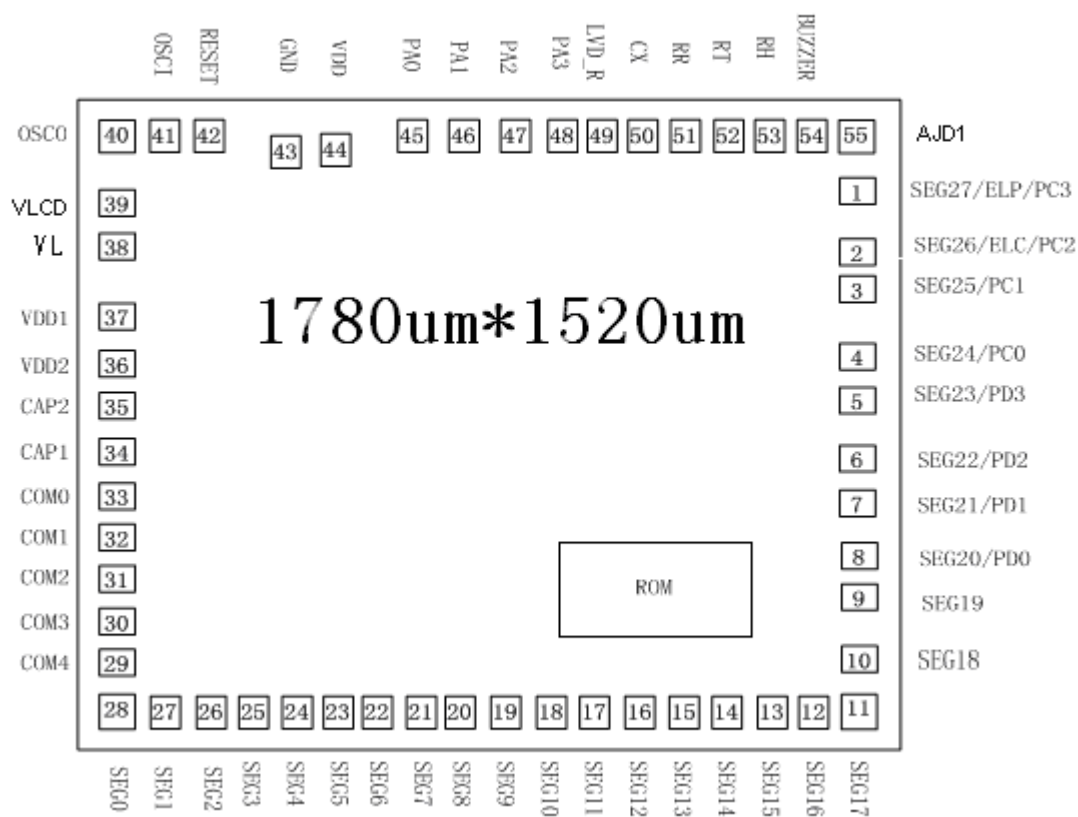 OSCI RESET GND VDD PA0 PA1 PA2 PA3 LVD_R CX RR RT RH BUZZER
OSCO 40 41 42 43 44 45 46 47 48 49 50 51 52 53 54 55 AJD1
VLCD 39 1 SEG27/ELP/PC3
VL 38 2 SEG26/ELC/PC2
3 SEG25/PC1
VDD1 37 1780um*1520um
VDD2 36 4 SEG24/PC0
CAP2 35 5 SEG23/PD3
CAP1 34 6 SEG22/PD2
COM0 33 7 SEG21/PD1
COM1 32 8 SEG20/PD0
COM2 31 ROM 9 SEG19
COM3 30
COM4 29 10 SEG18
28 27 26 25 24 23 22 21 20 19 18 17 16 15 14 13 12 11
SEG0 SEG1 SEG2 SEG3 SEG4 SEG5 SEG6 SEG7 SEG8 SEG9 SEG10 SEG11 SEG12 SEG13 SEG14 SEG15 SEG16 SEG17